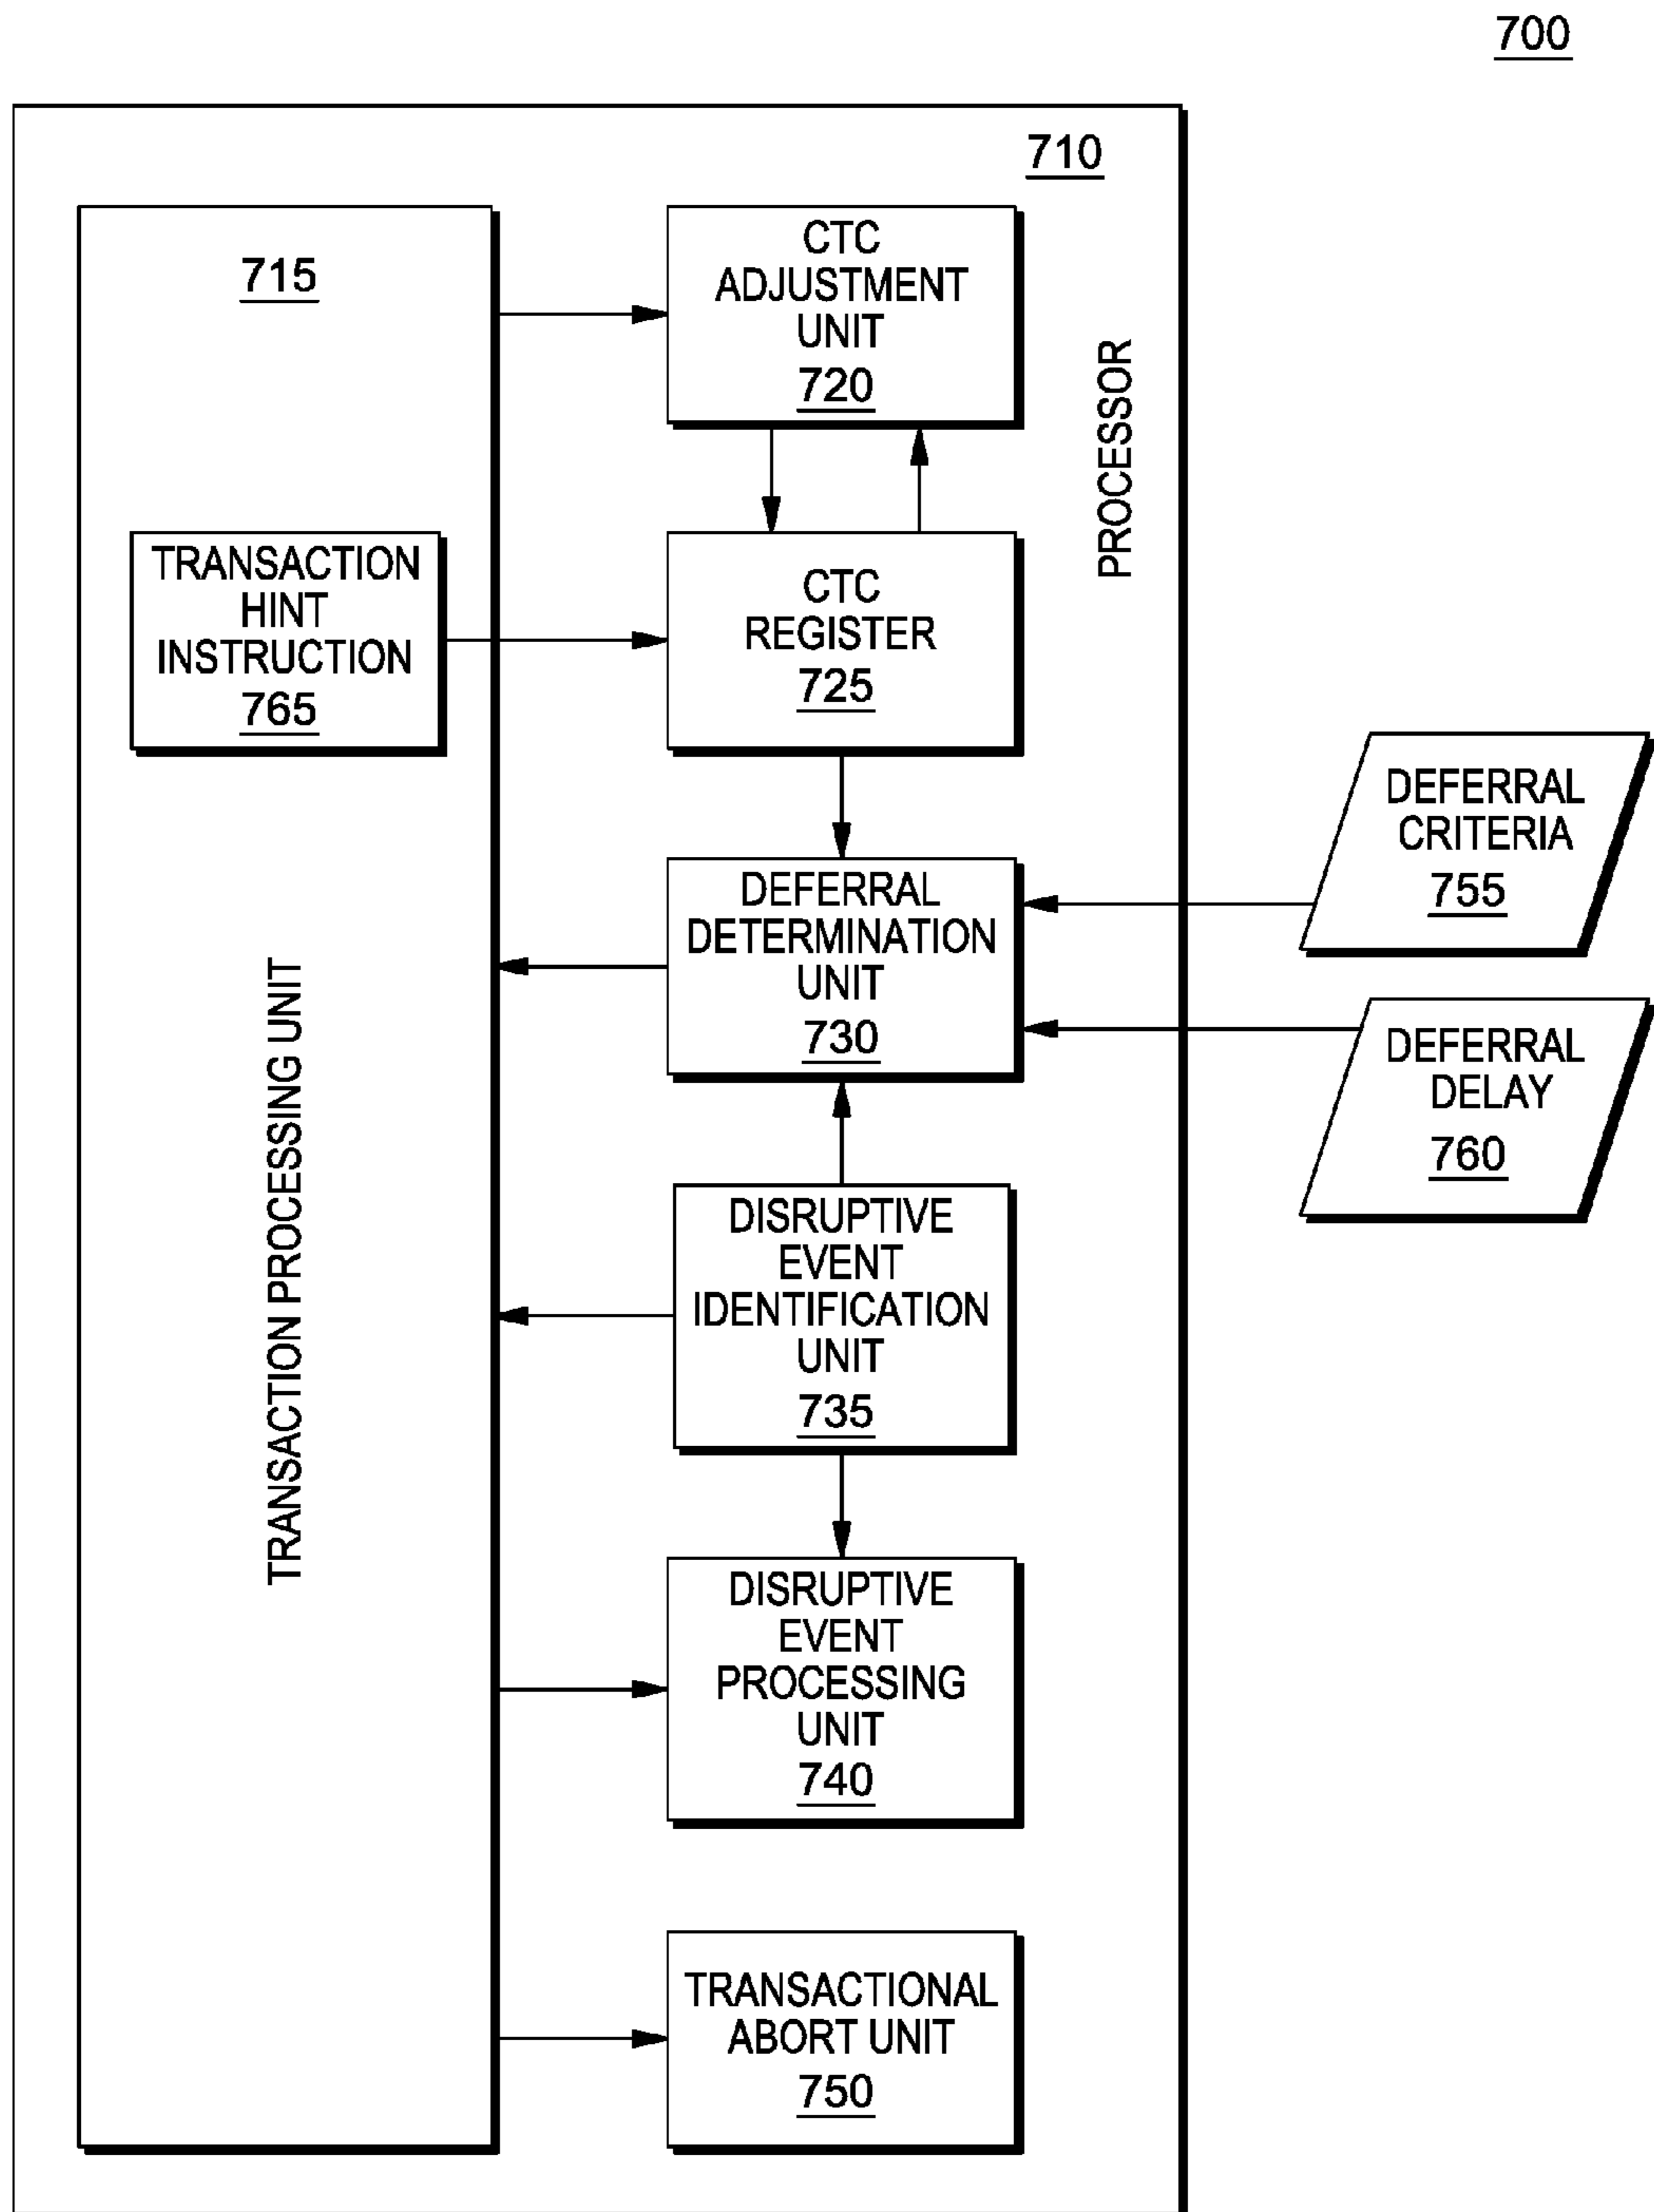 700
710
715
CTC
ADJUSTMENT
UNIT
720
PROCESSOR
TRANSACTION
HINT
INSTRUCTION
765
CTC
REGISTER
725
DEFERRAL
CRITERIA
755
DEFERRAL
DETERMINATION
UNIT
730
DEFERRAL
DELAY
760
TRANSACTION PROCESSING UNIT
DISRUPTIVE
EVENT
IDENTIFICATION
UNIT
735
DISRUPTIVE
EVENT
PROCESSING
UNIT
740
TRANSACTIONAL
ABORT UNIT
750